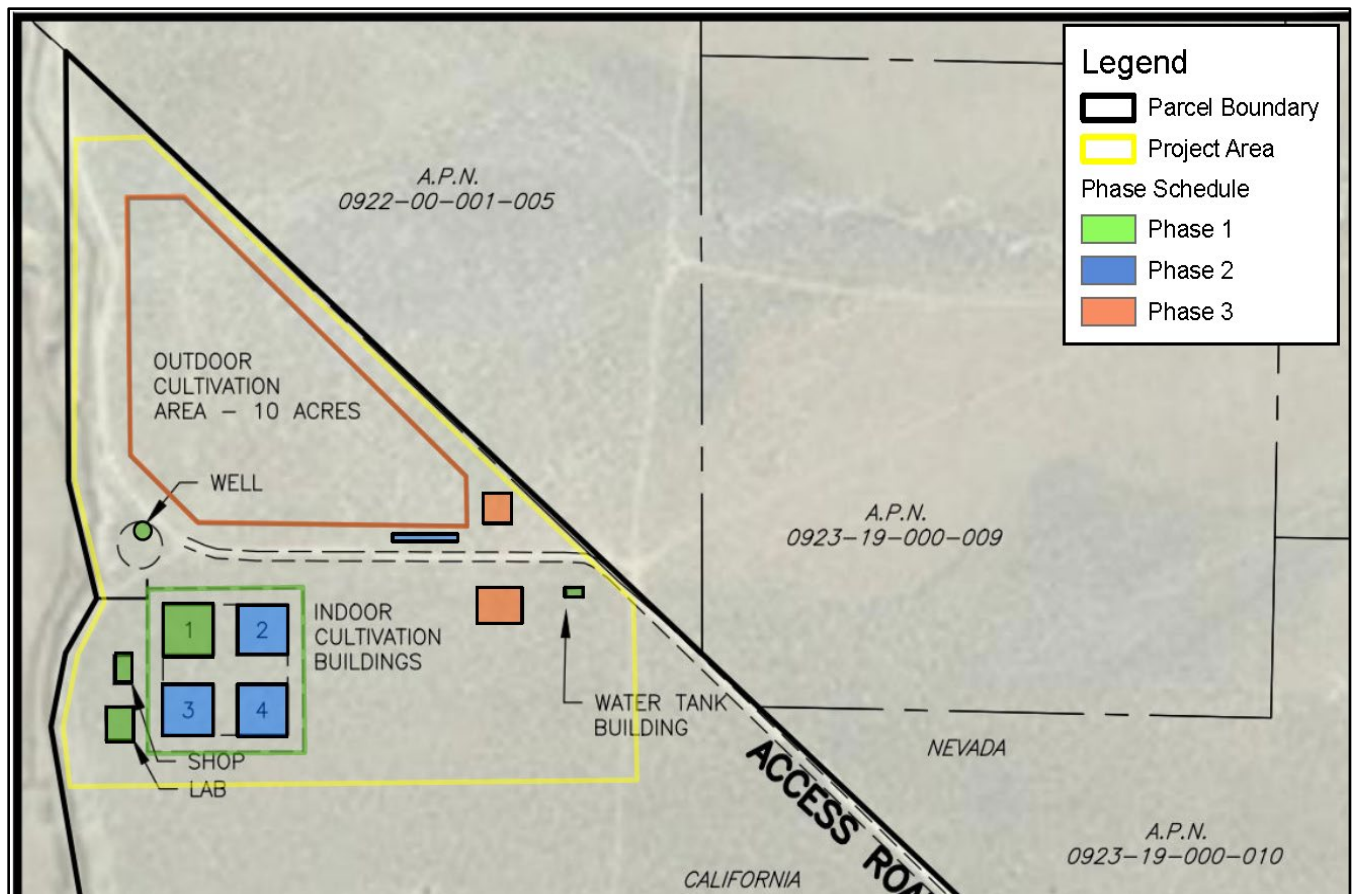 Legend
Parcel Boundary
Project Area
Phase Schedule
Phase 1
Phase 2
Phase 3
A.P.N.
0922-00-001-005
OUTDOOR
CULTIVATION
AREA - 10 ACRES
WELL
A.P.N.
0923-19-000-009
1
2
3
4
INDOOR
CULTIVATION
BUILDINGS
WATER TANK
BUILDING
SHOP
LAB
ACCESS ROA
NEVADA
CALIFORNIA
A.P.N.
0923-19-000-010